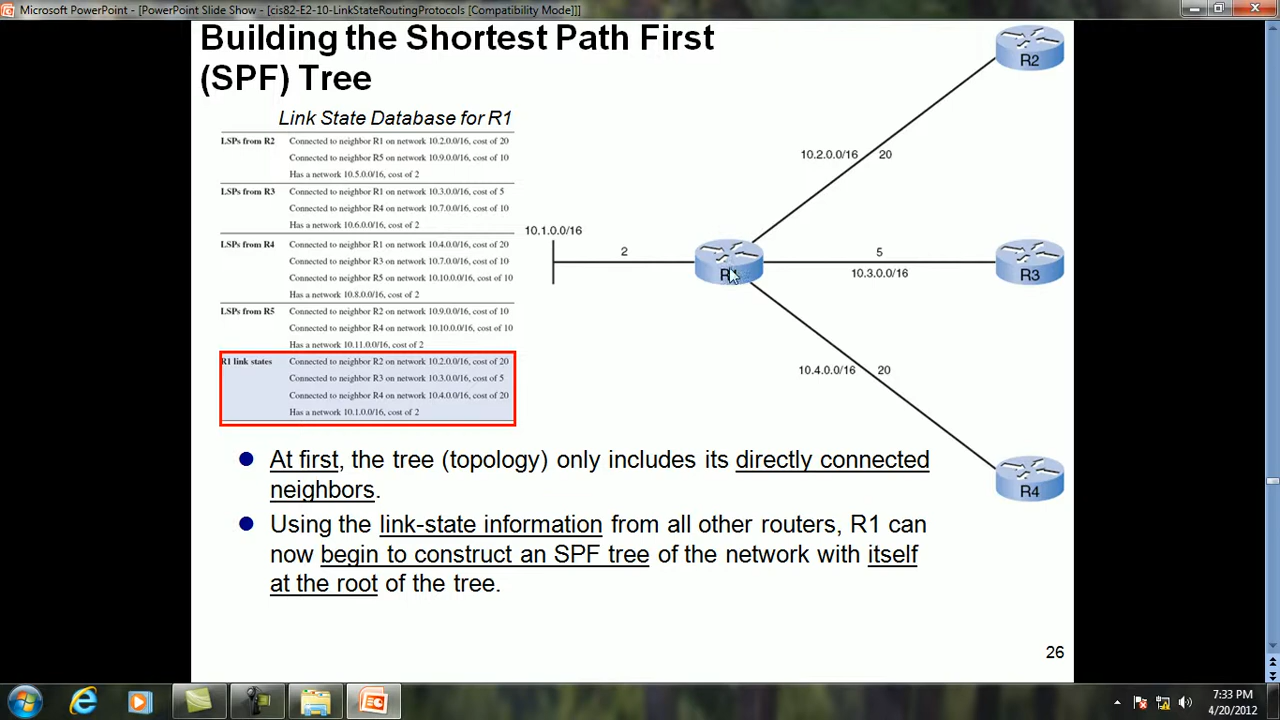 Microsoft PowerPoint - [PowerPoint Slide Show - [cis82-E2-10-LinkStateRoutingProtocols [Compatibility Mode]]]
Building the Shortest Path First
(SPF) Tree
Link State Database for R1
LSPs from R2 Connected to neighbor R1 on network 10.2.0.0/16, cost of 20
Connected to neighbor R5 on network 10.9.0.0/16, cost of 10
Has a network 10.5.0.0/16, cost of 2
LSPs from R3 Connected to neighbor R1 on network 10.3.0.0/16, cost of 5
Connected to neighbor R4 on network 10.7.0.0/16, cost of 10
Has a network 10.6.0.0/16, cost of 2
LSPs from R4 Connected to neighbor R1 on network 10.4.0.0/16, cost of 20
Connected to neighbor R3 on network 10.7.0.0/16, cost of 10
Connected to neighbor R5 on network 10.10.0.0/16, cost of 10
Has a network 10.8.0.0/16, cost of 2
LSPs from R5 Connected to neighbor R2 on network 10.9.0.0/16, cost of 10
Connected to neighbor R4 on network 10.10.0.0/16, cost of 10
Has a network 10.11.0.0/16, cost of 2
R1 link states Connected to neighbor R2 on network 10.2.0.0/16, cost of 20
Connected to neighbor R3 on network 10.3.0.0/16, cost of 5
Connected to neighbor R4 on network 10.4.0.0/16, cost of 20
Has a network 10.1.0.0/16, cost of 2
R2
10.2.0.0/16 20
10.1.0.0/16
2
5
R1
10.3.0.0/16
R3
10.4.0.0/16 20
R4
At first, the tree (topology) only includes its directly connected
neighbors.
Using the link-state information from all other routers, R1 can
now begin to construct an SPF tree of the network with itself
at the root of the tree.
26
7:33 PM
4/20/2012